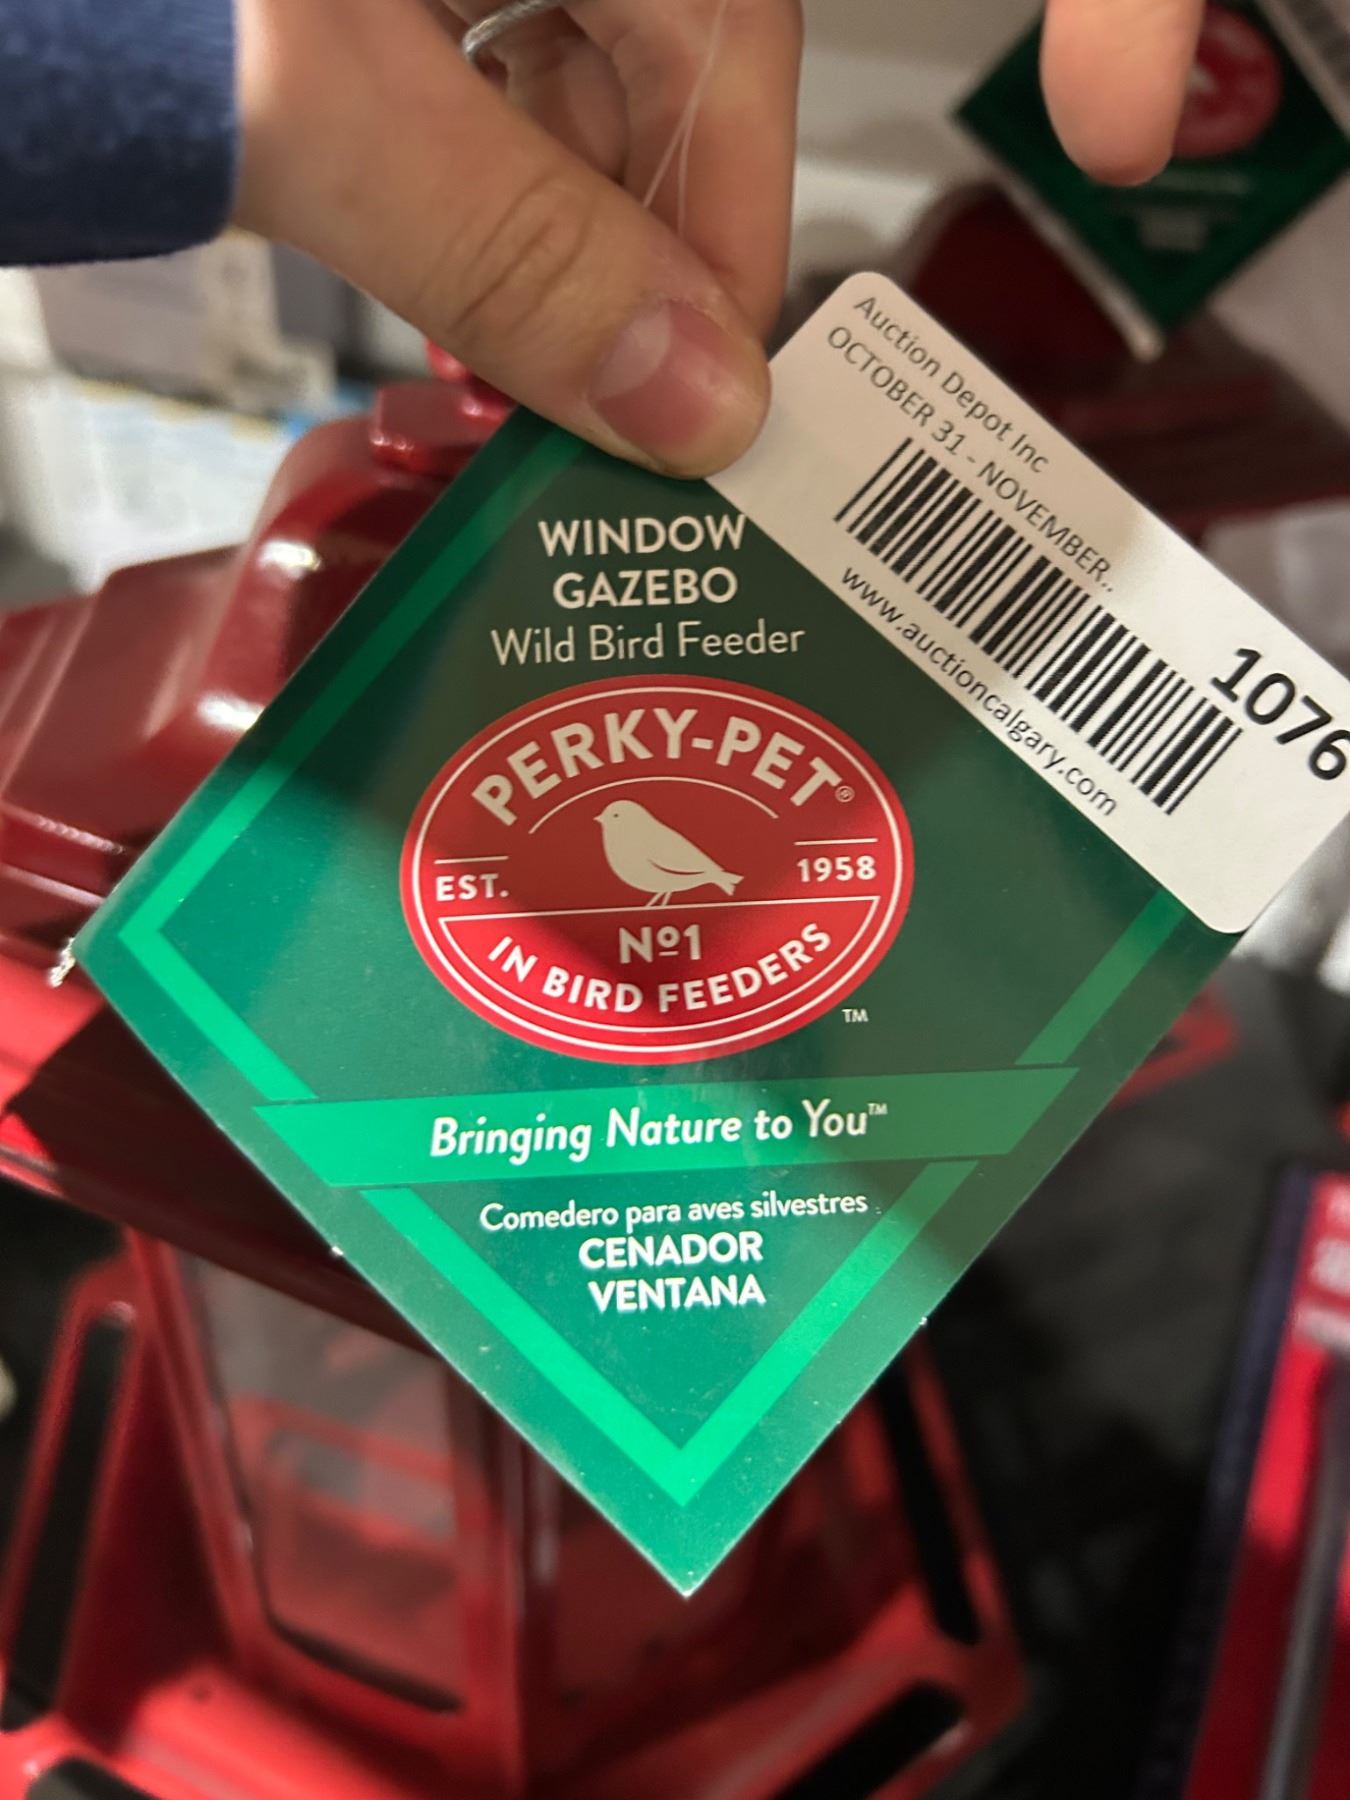 Auction Depot Inc
OCTOBER 31 - NOVEMBER..
1076
www.auctioncalgary.com
WINDOW
GAZEBO
Wild Bird Feeder
PERKY-PET®
EST. 1958
Nº1
IN BIRD FEEDERS
TM
Bringing Nature to You™
Comedero para aves silvestres
CENADOR
VENTANA